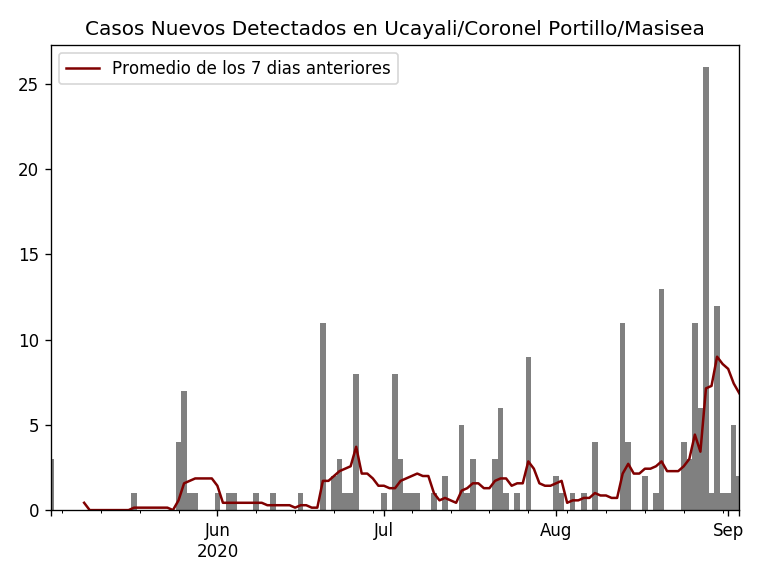 Casos Nuevos Detectados en Ucayali/Coronel Portillo/Masisea
Promedio de los 7 dias anteriores
25
20
15
10
5
0
Jun
2020
Jul
Aug
Sep